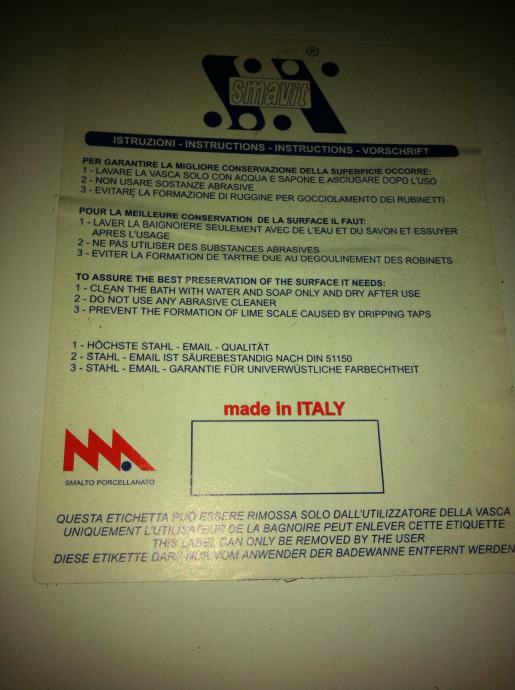 ®
smavit
ISTRUZIONI - INSTRUCTIONS - INSTRUCTIONS - VORSCHRIFT
PER GARANTIRE LA MIGLIORE CONSERVAZIONE DELLA SUPERFICIE OCCORRE:
1 - LAVARE LA VASCA SOLO CON ACQUA E SAPONE E ASCIUGARE DOPO L'USO
2 - NON USARE SOSTANZE ABRASIVE
3 - EVITARE LA FORMAZIONE DI RUGGINE PER GOCCIOLAMENTO DEI RUBINETTI
POUR LA MEILLEURE CONSERVATION DE LA SURFACE IL FAUT:
1 - LAVER LA BAIGNOIERE SEULEMENT AVEC DE L'EAU ET DU SAVON ET ESSUYER
APRES L'USAGE
2 - NE PAS UTILISER DES SUBSTANCES ABRASIVES
3 - EVITER LA FORMATION DE TARTRE DUE AU DEGOULINEMENT DES ROBINETS
TO ASSURE THE BEST PRESERVATION OF THE SURFACE IT NEEDS:
1 - CLEAN THE BATH WITH WATER AND SOAP ONLY AND DRY AFTER USE
2 - DO NOT USE ANY ABRASIVE CLEANER
3 - PREVENT THE FORMATION OF LIME SCALE CAUSED BY DRIPPING TAPS
1 - HÖCHSTE STAHL - EMAIL - QUALITÄT
2 - STAHL - EMAIL IST SÄUREBESTANDIG NACH DIN 51150
3 - STAHL - EMAIL - GARANTIE FÜR UNIVERWÜSTLICHE FARBECHTHEIT
made in ITALY
SMALTO PORCELLANATO
QUESTA ETICHETTA PUÒ ESSERE RIMOSSA SOLO DALL'UTILIZZATORE DELLA VASCA
UNIQUEMENT L'UTILISATEUR DE LA BAGNOIRE PEUT ENLEVER CETTE ETIQUETTE
THIS LABEL CAN ONLY BE REMOVED BY THE USER
DIESE ETIKETTE DARF NUR VOM ANWENDER DER BADEWANNE ENTFERNT WERDEN